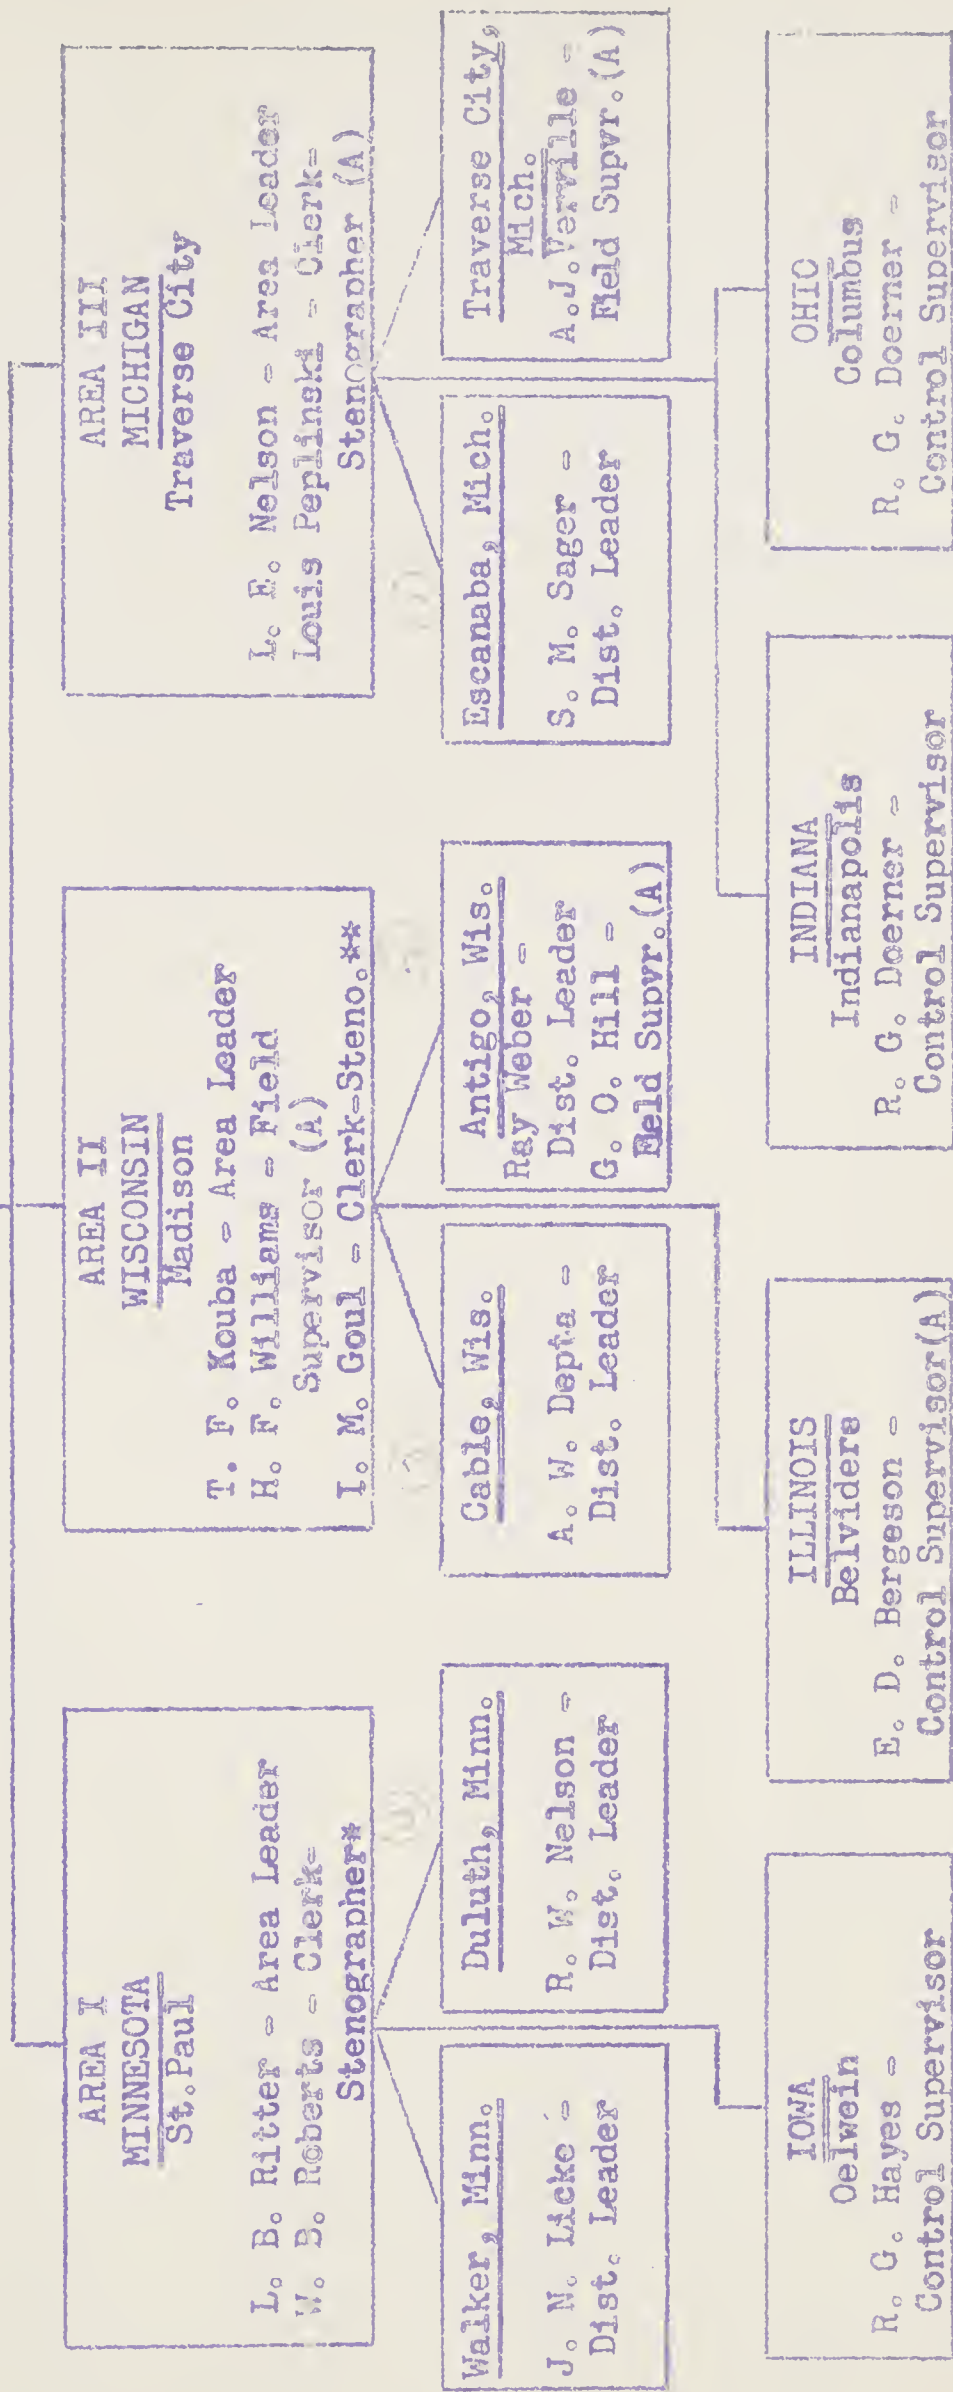 AREA I
MINNESOTA
St.Paul
L. B. Ritter - Area Leader
W. B. Roberts - Clerk-
Stenographer*
AREA II
WISCONSIN
Madison
T. F. Kouba - Area Leader
H. F. Williams - Field
Supervisor (A)
I. M. Goul - Clerk-Steno.**
AREA III
MICHIGAN
Traverse City
L. E. Nelson - Area Leader
Louis Peplinski - Clerk-
Stenographer (A)
Walker, Minn.
J. N. Licke -
Dist. Leader
Duluth, Minn.
R. W. Nelson -
Dist. Leader
Cable, Wis.
A. W. Depta -
Dist. Leader
Antigo, Wis.
Ray Weber -
Dist. Leader
G. O. Hill -
Field Supvr.(A)
Escanaba, Mich.
S. M. Sager -
Dist. Leader
Traverse City,
Mich.
A.J.Verville -
Field Supvr.(A)
IOWA
Oelwein
R. G. Hayes -
Control Supervisor
ILLINOIS
Belvidere
E. D. Bergeson -
Control Supervisor(A)
INDIANA
Indianapolis
R. G. Doerner -
Control Supervisor
OHIO
Columbus
R. G. Doerner -
Control Supervisor